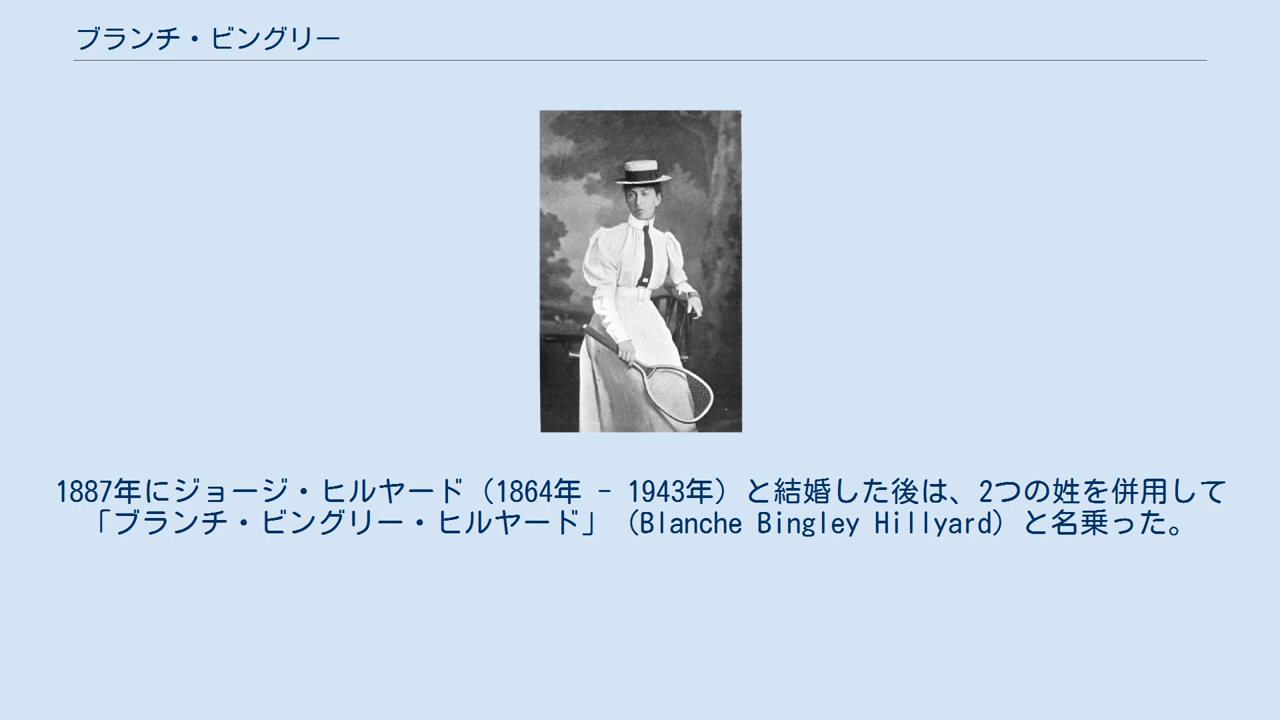 ブランチ・ビングリー
1887年にジョージ・ヒルヤード（1864年 - 1943年）と結婚した後は、2つの姓を併用して
「ブランチ・ビングリー・ヒルヤード」（Blanche Bingley Hillyard）と名乗った。